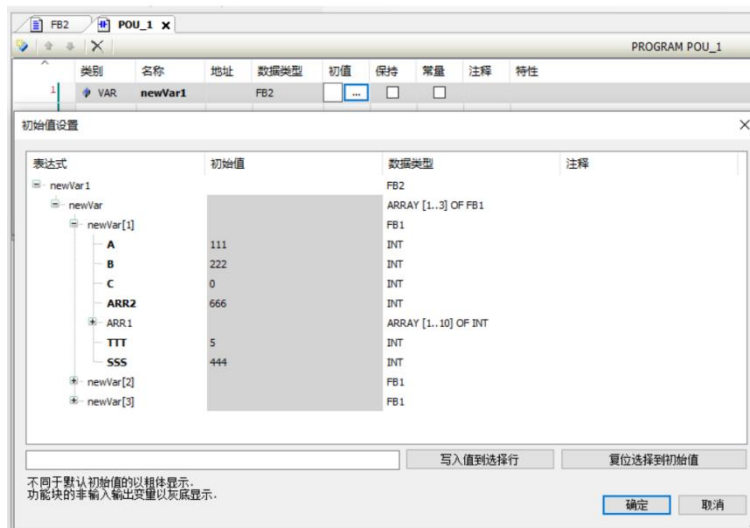 FB2 POU_1 X
PROGRAM POU_1
类别 名称 地址 数据类型 初值 保持 常量 注释 特性
1 VAR newVar1 FB2 ...
初始值设置
表达式 初始值 数据类型 注释
newVar1 FB2
newVar ARRAY [1..3] OF FB1
newVar[1] FB1
A 111 INT
B 222 INT
C 0 INT
ARR2 666 INT
ARR1 ARRAY [1..10] OF INT
TTT 5 INT
SSS 444 INT
newVar[2] FB1
newVar[3] FB1
写入值到选择行 复位选择到初始值
不同于默认初始值的以粗体显示.
功能块的非输入输出变量以灰底显示.
确定 取消